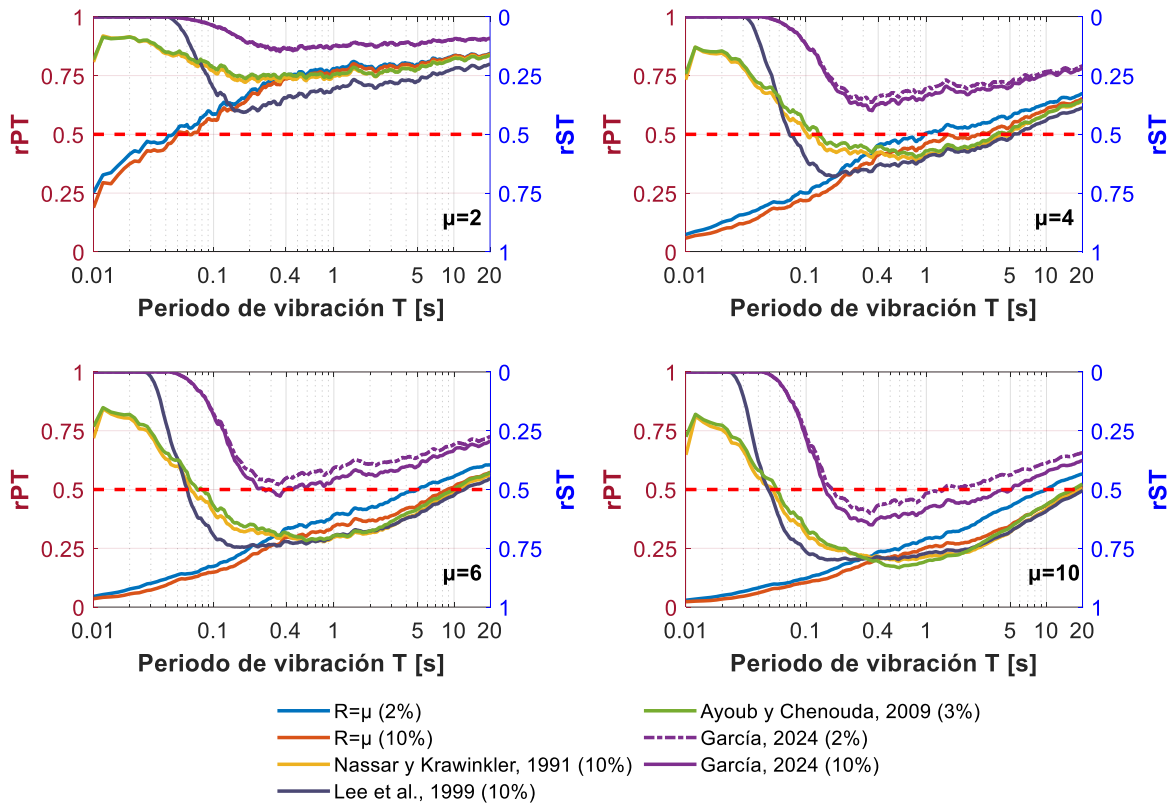 1
0.75
0.5
0.25
0
rPT
0
0.25
0.5
0.75
1
rST
μ=2
0.01 0.1 0.4 1 5 10 20
Periodo de vibración T [s]
1
0.75
0.5
0.25
0
rPT
0
0.25
0.5
0.75
1
rST
μ=4
0.01 0.1 0.4 1 5 10 20
Periodo de vibración T [s]
1
0.75
0.5
0.25
0
rPT
0
0.25
0.5
0.75
1
rST
μ=6
0.01 0.1 0.4 1 5 10 20
Periodo de vibración T [s]
1
0.75
0.5
0.25
0
rPT
0
0.25
0.5
0.75
1
rST
μ=10
0.01 0.1 0.4 1 5 10 20
Periodo de vibración T [s]
R=μ (2%)
R=μ (10%)
Nassar y Krawinkler, 1991 (10%)
Lee et al., 1999 (10%)
Ayoub y Chenouda, 2009 (3%)
García, 2024 (2%)
García, 2024 (10%)